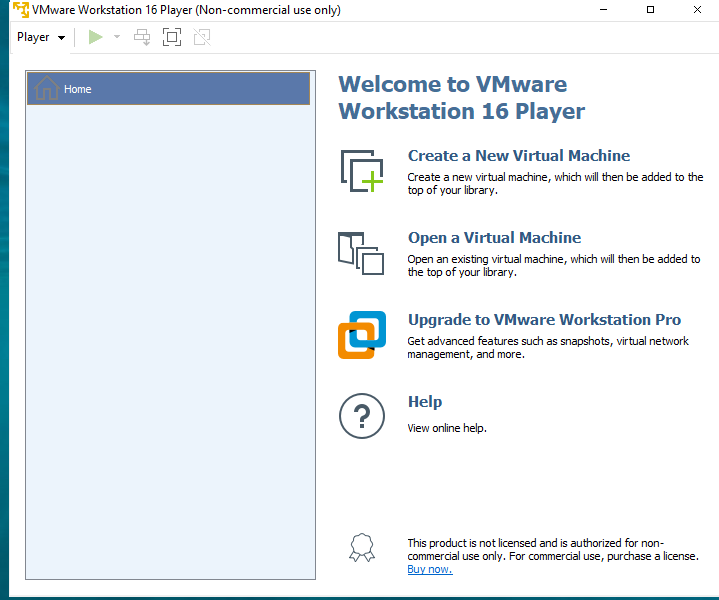 VMware Workstation 16 Player (Non-commercial use only)
Player
Home
Welcome to VMware
Workstation 16 Player
Create a New Virtual Machine
Create a new virtual machine, which will then be added to the
top of your library.
Open a Virtual Machine
Open an existing virtual machine, which will then be added to
the top of your library.
Upgrade to VMware Workstation Pro
Get advanced features such as snapshots, virtual network
management, and more.
?
Help
View online help.
This product is not licensed and is authorized for non-
commercial use only. For commercial use, purchase a license.
Buy now.